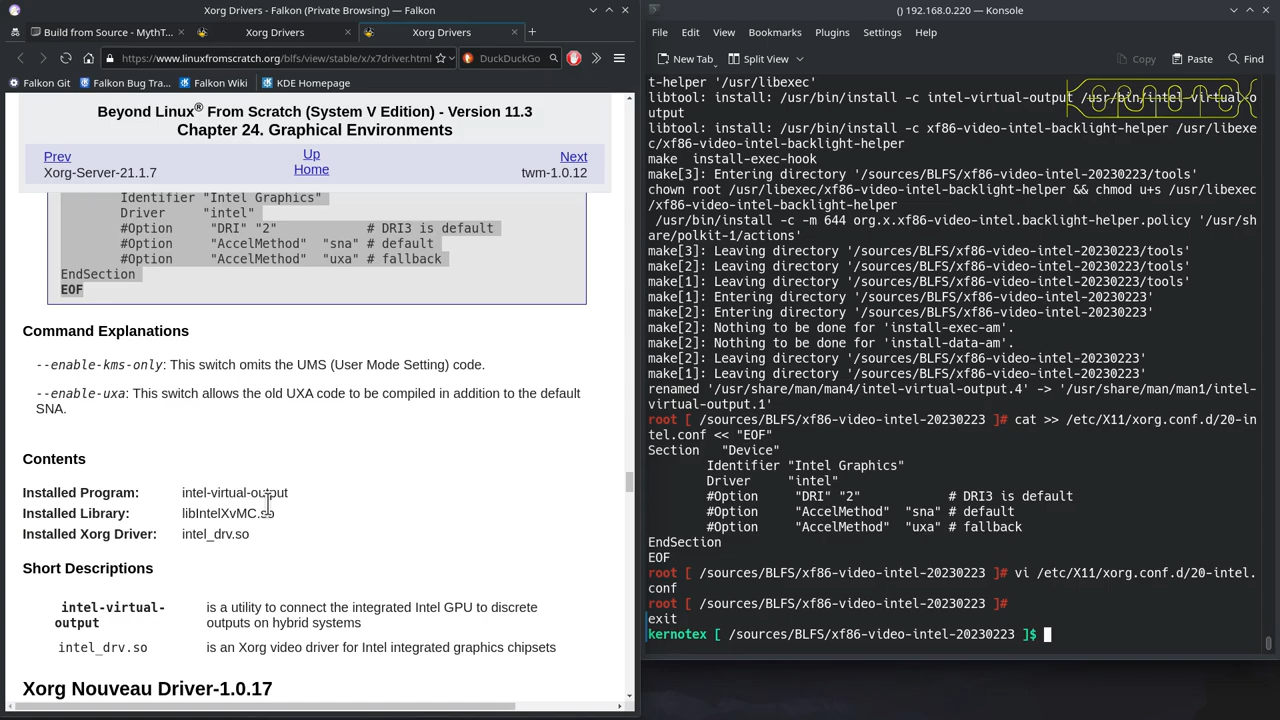 Xorg Drivers - Falkon (Private Browsing) — Falkon
Build from Source - MythT...
Xorg Drivers
Xorg Drivers
https://www.linuxfromscratch.org/blfs/view/stable/x/x7driver.html
DuckDuckGo
Falkon Git
Falkon Bug Tra...
Falkon Wiki
KDE Homepage
Beyond Linux® From Scratch (System V Edition) - Version 11.3
Chapter 24. Graphical Environments
Prev
Up
Next
Xorg-Server-21.1.7
Home
twm-1.0.12
Identifier "Intel Graphics"
Driver "intel"
#Option "DRI" "2" # DRI3 is default
#Option "AccelMethod" "sna" # default
#Option "AccelMethod" "uxa" # fallback
EndSection
EOF
Command Explanations
--enable-kms-only: This switch omits the UMS (User Mode Setting) code.
--enable-uxa: This switch allows the old UXA code to be compiled in addition to the default
SNA.
Contents
Installed Program: intel-virtual-output
Installed Library: libIntelXvMC.so
Installed Xorg Driver: intel_drv.so
Short Descriptions
intel-virtual- is a utility to connect the integrated Intel GPU to discrete
output outputs on hybrid systems
intel_drv.so is an Xorg video driver for Intel integrated graphics chipsets
Xorg Nouveau Driver-1.0.17
() 192.168.0.220 — Konsole
File Edit View Bookmarks Plugins Settings Help
New Tab
Split View
Copy
Paste
Find
t-helper '/usr/libexec'
libtool: install: /usr/bin/install -c intel-virtual-output /usr/bin/intel-virtual-o
utput
libtool: install: /usr/bin/install -c xf86-video-intel-backlight-helper /usr/libexe
c/xf86-video-intel-backlight-helper
make  install-exec-hook
make[3]: Entering directory '/sources/BLFS/xf86-video-intel-20230223/tools'
chown root /usr/libexec/xf86-video-intel-backlight-helper && chmod u+s /usr/libexec
/xf86-video-intel-backlight-helper
/usr/bin/install -c -m 644 org.x.xf86-video-intel.backlight-helper.policy '/usr/sh
are/polkit-1/actions'
make[3]: Leaving directory '/sources/BLFS/xf86-video-intel-20230223/tools'
make[2]: Leaving directory '/sources/BLFS/xf86-video-intel-20230223/tools'
make[1]: Leaving directory '/sources/BLFS/xf86-video-intel-20230223/tools'
make[1]: Entering directory '/sources/BLFS/xf86-video-intel-20230223'
make[2]: Entering directory '/sources/BLFS/xf86-video-intel-20230223'
make[2]: Nothing to be done for 'install-exec-am'.
make[2]: Nothing to be done for 'install-data-am'.
make[2]: Leaving directory '/sources/BLFS/xf86-video-intel-20230223'
make[1]: Leaving directory '/sources/BLFS/xf86-video-intel-20230223'
renamed '/usr/share/man/man4/intel-virtual-output.4' -> '/usr/share/man/man1/intel-
virtual-output.1'
root [ /sources/BLFS/xf86-video-intel-20230223 ]# cat >> /etc/X11/xorg.conf.d/20-in
tel.conf << "EOF"
Section "Device"
Identifier "Intel Graphics"
Driver "intel"
#Option "DRI" "2" # DRI3 is default
#Option "AccelMethod" "sna" # default
#Option "AccelMethod" "uxa" # fallback
EndSection
EOF
root [ /sources/BLFS/xf86-video-intel-20230223 ]# vi /etc/X11/xorg.conf.d/20-intel.
conf
root [ /sources/BLFS/xf86-video-intel-20230223 ]#
exit
kernotex [ /sources/BLFS/xf86-video-intel-20230223 ]$